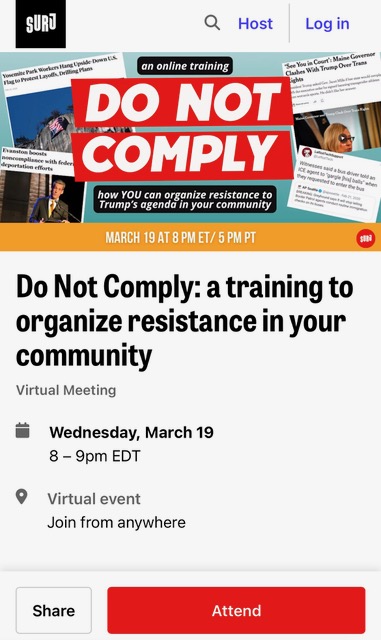 SURJ
Host
Log in
Yosemite Park Workers Hang Upside-Down U.S.
Flag to Protest Layoffs, Drilling Plans
an online training
'See You in Court': Maine Governor
Clashes With Trump Over Trans
DO NOT
COMPLY
Evanston boosts
noncompliance with
deportation efforts
Witnesses said a bus driver told an
ICE agent to "gargle [his] balls" when
they requested to enter the bus
how YOU can organize resistance to
Trump's agenda in your community
MARCH 19 AT 8 PM ET/ 5 PM PT
SURJ
Do Not Comply: a training to
organize resistance in your
community
Virtual Meeting
Wednesday, March 19
8 – 9pm EDT
Virtual event
Join from anywhere
Share
Attend